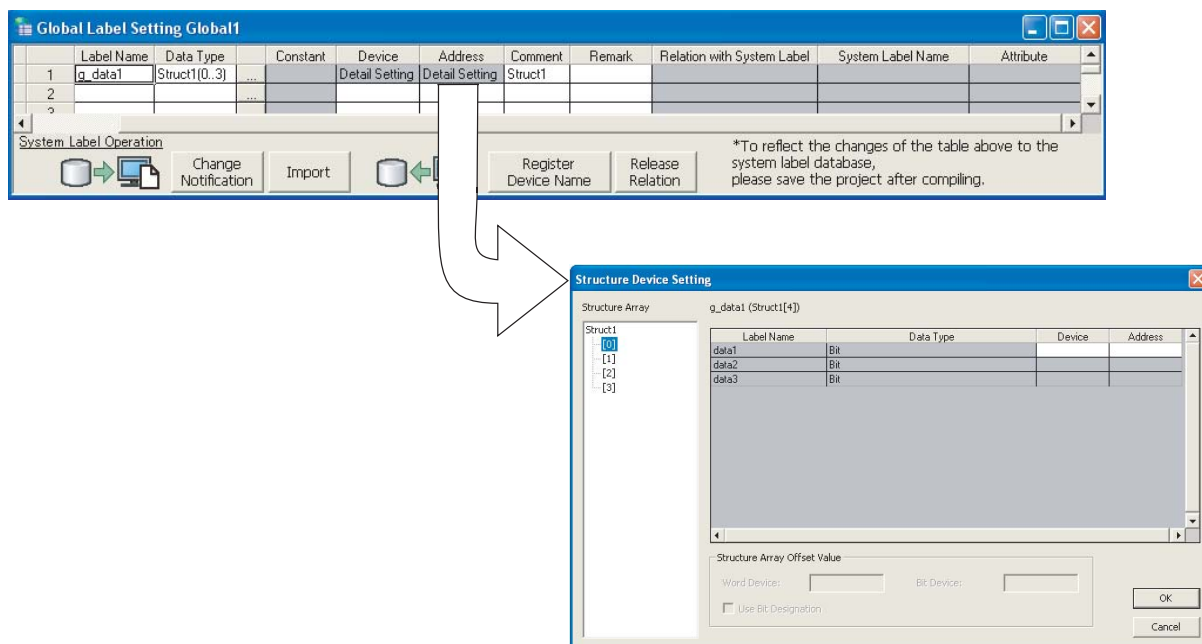 Global Label Setting Global1
Label Name Data Type Constant Device Address Comment Remark Relation with System Label System Label Name Attribute
1 g_data1 Struct1(0..3) ... Detail Setting Detail Setting Struct1
2 ...
3
System Label Operation
Change Notification
Import
Register Device Name
Release Relation
*To reflect the changes of the table above to the
system label database,
please save the project after compiling.
Structure Device Setting
Structure Array g_data1 (Struct1[4])
Struct1
[0]
[1]
[2]
[3]
Label Name Data Type Device Address
data1 Bit
data2 Bit
data3 Bit
Structure Array Offset Value
Word Device: Bit Device:
Use Bit Designation
OK
Cancel